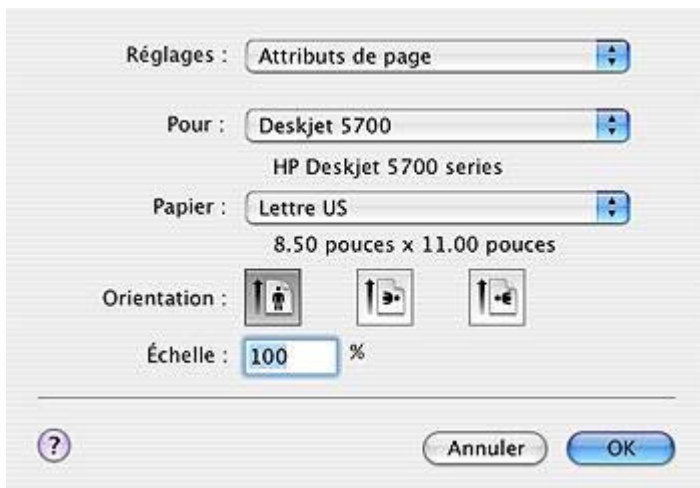 Réglages : Attributs de page
Pour : Deskjet 5700
HP Deskjet 5700 series
Papier : Lettre US
8.50 pouces x 11.00 pouces
Orientation :
Échelle : 100 %
? Annuler OK